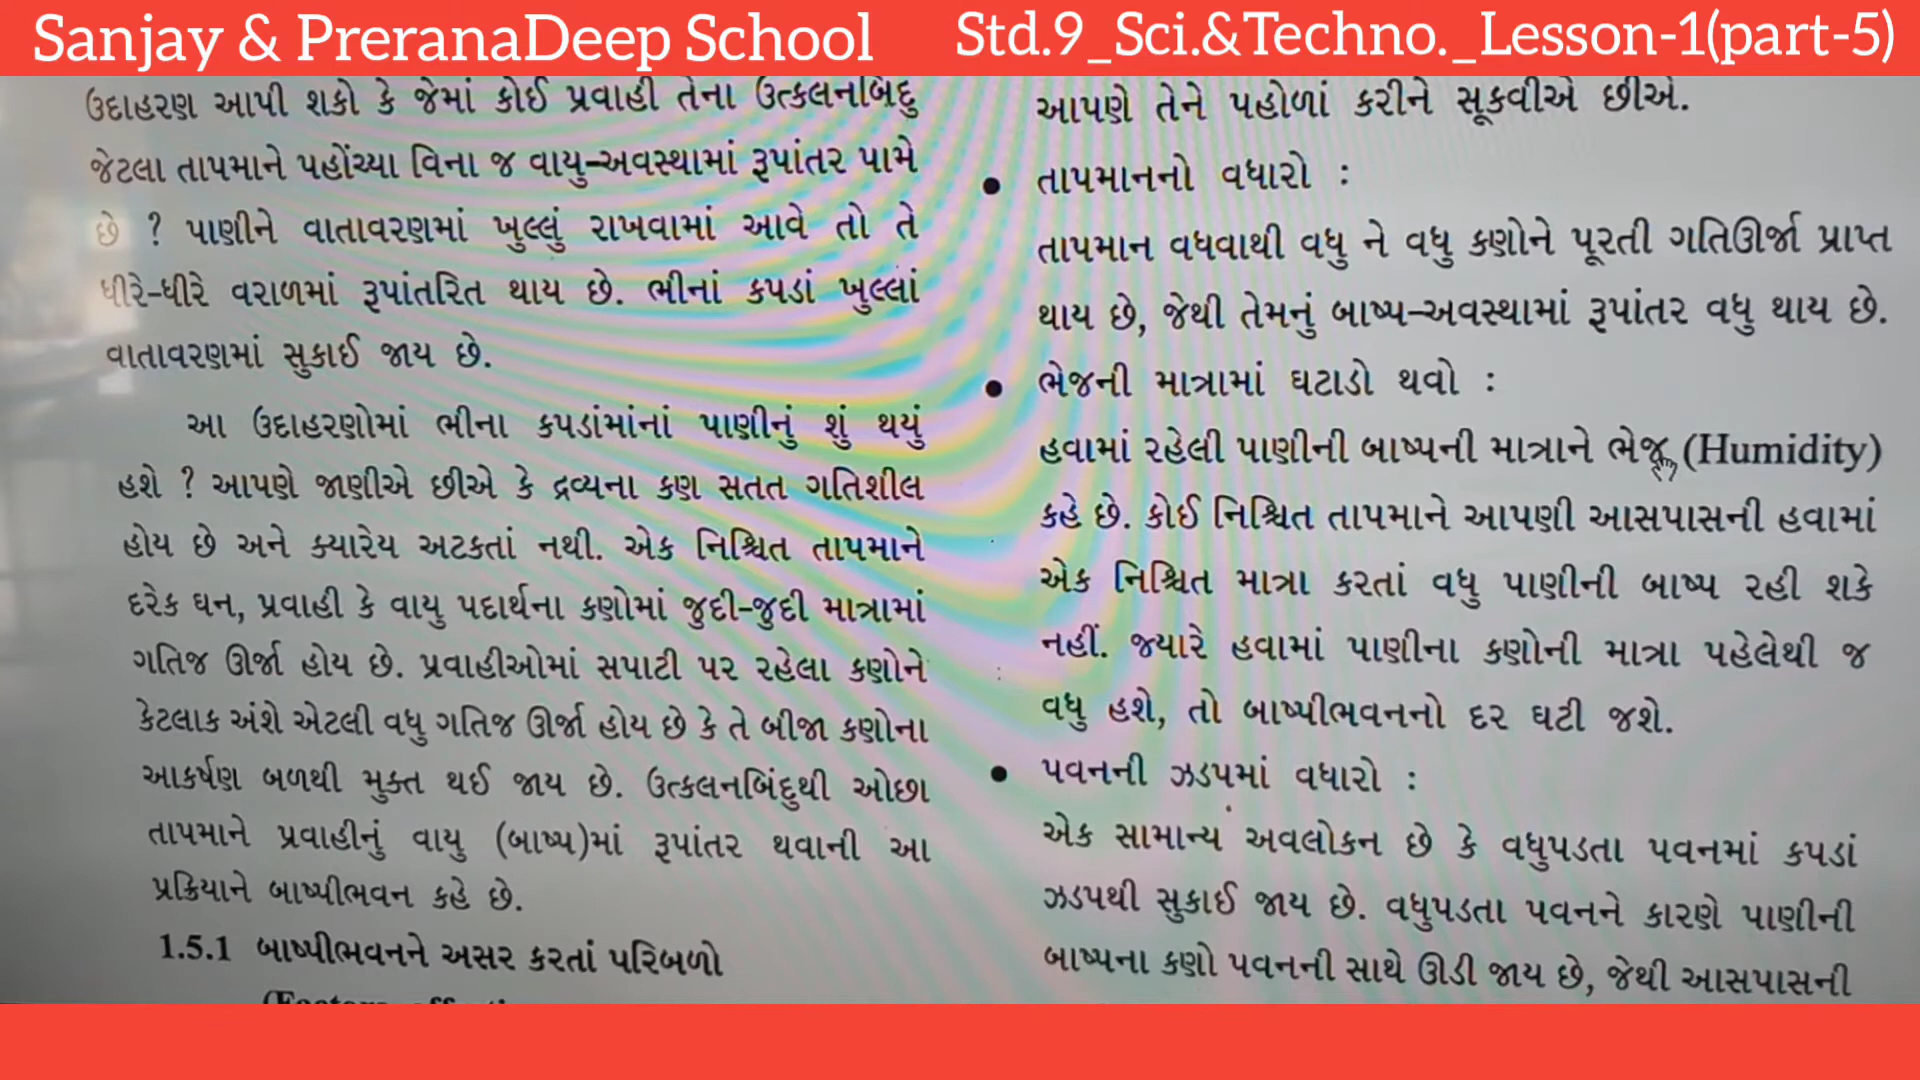 Sanjay & PreranaDeep School
Std.9_Sci.&Techno._Lesson-1(part-5)
ઉદાહરણ આપી શકો કે જેમાં કોઈ પ્રવાહી તેના ઉત્કલનબિંદુ
જેટલા તાપમાને પહોંચ્યા વિના જ વાયુ-અવસ્થામાં રૂપાંતર પામે
છે ? પાણીને વાતાવરણમાં ખુલ્લું રાખવામાં આવે તો તે
ધીરે-ધીરે વરાળમાં રૂપાંતરિત થાય છે. ભીનાં કપડાં ખુલ્લાં
વાતાવરણમાં સુકાઈ જાય છે.
આ ઉદાહરણોમાં ભીના કપડાંમાંનાં પાણીનું શું થયું
હશે ? આપણે જાણીએ છીએ કે દ્રવ્યના કણ સતત ગતિશીલ
હોય છે અને ક્યારેય અટકતાં નથી. એક નિશ્ચિત તાપમાને
દરેક ઘન, પ્રવાહી કે વાયુ પદાર્થના કણોમાં જુદી-જુદી માત્રામાં
ગતિજ ઊર્જા હોય છે. પ્રવાહીઓમાં સપાટી પર રહેલા કણોને
કેટલાક અંશે એટલી વધુ ગતિજ ઊર્જા હોય છે કે તે બીજા કણોના
આકર્ષણ બળથી મુક્ત થઈ જાય છે. ઉત્કલનબિંદુથી ઓછા
તાપમાને પ્રવાહીનું વાયુ (બાષ્પ)માં રૂપાંતર થવાની આ
પ્રક્રિયાને બાષ્પીભવન કહે છે.
1.5.1 બાષ્પીભવનને અસર કરતાં પરિબળો
આપણે તેને પહોળાં કરીને સૂકવીએ છીએ.
• તાપમાનનો વધારો :
તાપમાન વધવાથી વધુ ને વધુ કણોને પૂરતી ગતિઊર્જા પ્રાપ્ત
થાય છે, જેથી તેમનું બાષ્પ-અવસ્થામાં રૂપાંતર વધુ થાય છે.
• ભેજની માત્રામાં ઘટાડો થવો :
હવામાં રહેલી પાણીની બાષ્પની માત્રાને ભેજ (Humidity)
કહે છે. કોઈ નિશ્ચિત તાપમાને આપણી આસપાસની હવામાં
એક નિશ્ચિત માત્રા કરતાં વધુ પાણીની બાષ્પ રહી શકે
નહીં. જ્યારે હવામાં પાણીના કણોની માત્રા પહેલેથી જ
વધુ હશે, તો બાષ્પીભવનનો દર ઘટી જશે.
• પવનની ઝડપમાં વધારો :
એક સામાન્ય અવલોકન છે કે વધુપડતા પવનમાં કપડાં
ઝડપથી સુકાઈ જાય છે. વધુપડતા પવનને કારણે પાણીની
બાષ્પના કણો પવનની સાથે ઊડી જાય છે, જેથી આસપાસની